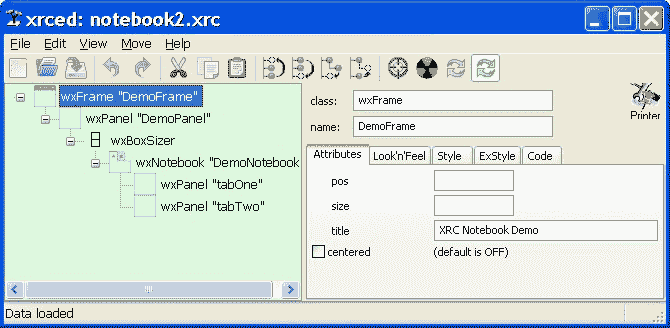 xrced: notebook2.xrc
File Edit View Move Help
wxFrame "DemoFrame"
wxPanel "DemoPanel"
wxBoxSizer
wxNotebook "DemoNotebook
wxPanel "tabOne"
wxPanel "tabTwo"
class: wxFrame
name: DemoFrame
Printer
Attributes Look'n'Feel Style ExStyle Code
pos
size
title XRC Notebook Demo
centered (default is OFF)
Data loaded